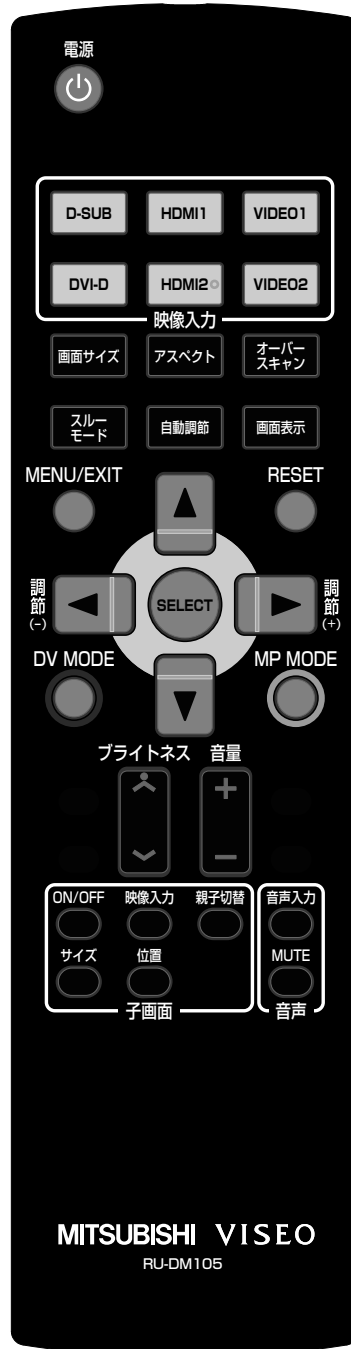 電源
D-SUB HDMI1 VIDEO1
DVI-D HDMI2 VIDEO2
映像入力
画面サイズ アスペクト オーバー
スキャン
スルー
モード 自動調節 画面表示
MENU/EXIT RESET
調節
(-)
SELECT
調節
(+)
DV MODE MP MODE
ブライトネス 音量
+
−
ON/OFF 映像入力 親子切替 音声入力
サイズ 位置 MUTE
子画面 音声
MITSUBISHI VISEO
RU-DM105